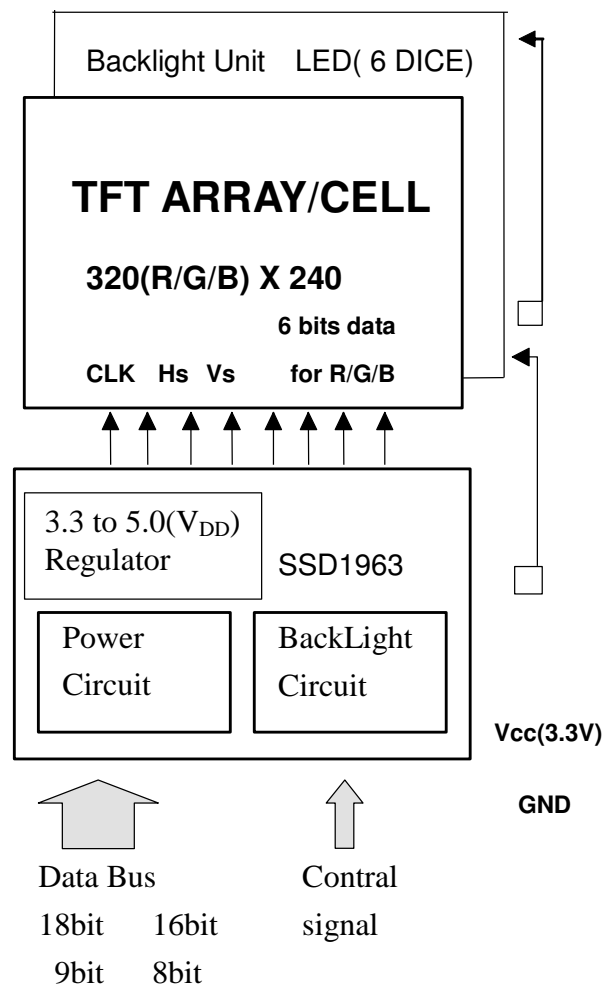 Backlight Unit LED( 6 DICE)
TFT ARRAY/CELL
320(R/G/B) X 240
6 bits data
CLK Hs Vs for R/G/B
3.3 to 5.0(VDD)
Regulator
SSD1963
Power
Circuit
BackLight
Circuit
Vcc(3.3V)
GND
Data Bus
18bit 16bit
9bit 8bit
Contral
signal